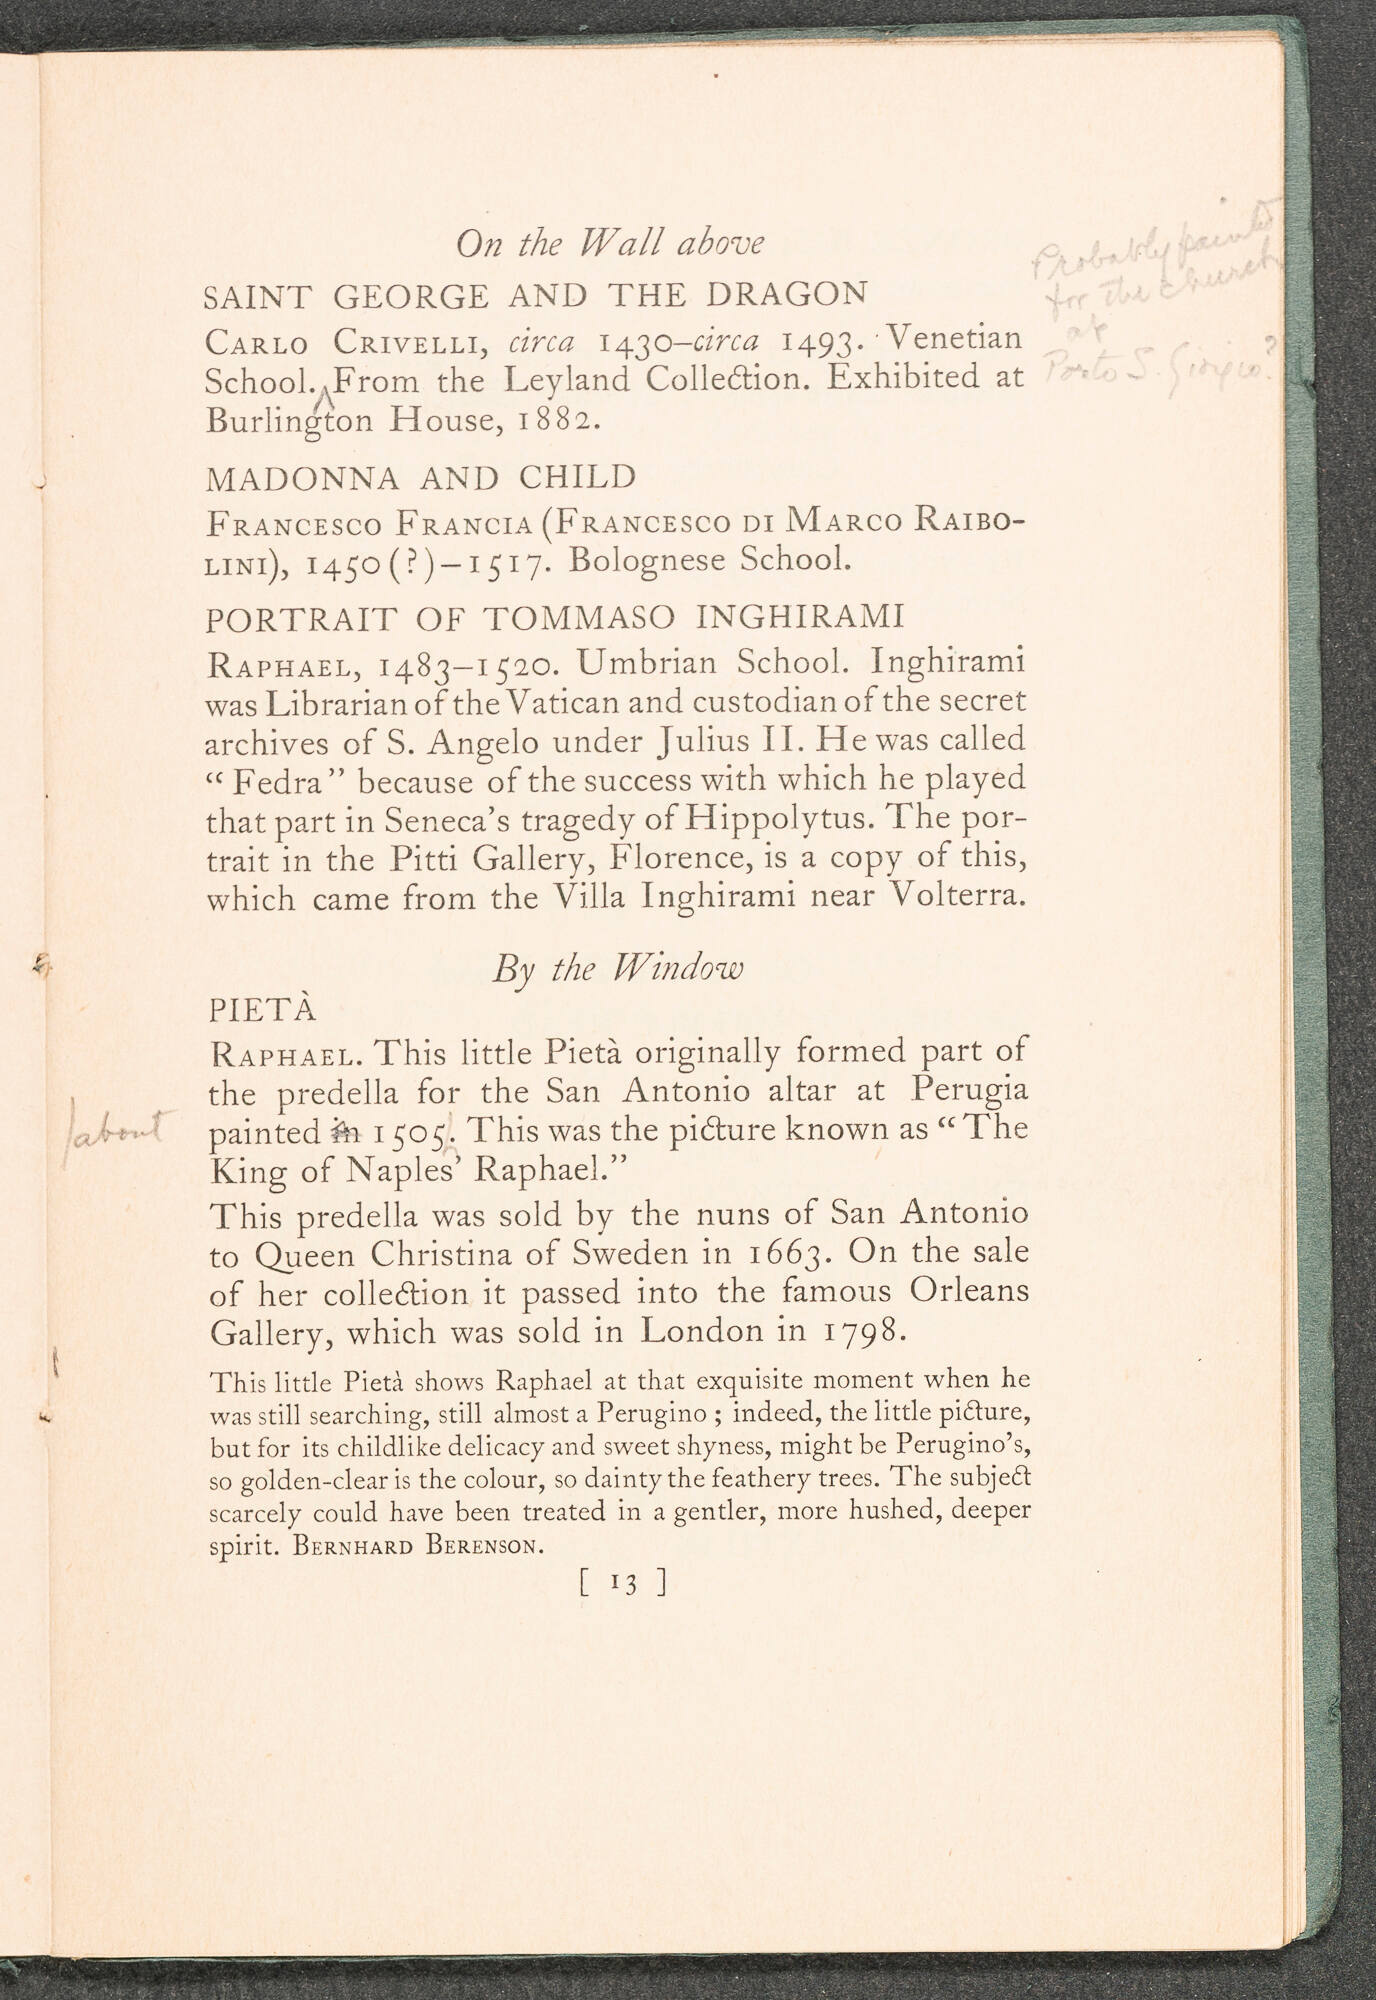 On the Wall above
Probably painted
for the church
at
Porto S. Giorgio?
SAINT GEORGE AND THE DRAGON
CARLO CRIVELLI, circa 1430–circa 1493. Venetian
School. From the Leyland Collection. Exhibited at
Burlington House, 1882.
MADONNA AND CHILD
FRANCESCO FRANCIA (FRANCESCO DI MARCO RAIBO-
LINI), 1450(?)–1517. Bolognese School.
PORTRAIT OF TOMMASO INGHIRAMI
RAPHAEL, 1483–1520. Umbrian School. Inghirami
was Librarian of the Vatican and custodian of the secret
archives of S. Angelo under Julius II. He was called
“Fedra” because of the success with which he played
that part in Seneca’s tragedy of Hippolytus. The por-
trait in the Pitti Gallery, Florence, is a copy of this,
which came from the Villa Inghirami near Volterra.
By the Window
PIETÀ
RAPHAEL. This little Pietà originally formed part of
the predella for the San Antonio altar at Perugia
/about
painted in 1505. This was the picture known as “The
King of Naples’ Raphael.”
This predella was sold by the nuns of San Antonio
to Queen Christina of Sweden in 1663. On the sale
of her collection it passed into the famous Orleans
Gallery, which was sold in London in 1798.
This little Pietà shows Raphael at that exquisite moment when he
was still searching, still almost a Perugino; indeed, the little picture,
but for its childlike delicacy and sweet shyness, might be Perugino’s,
so golden-clear is the colour, so dainty the feathery trees. The subject
scarcely could have been treated in a gentler, more hushed, deeper
spirit. BERNHARD BERENSON.
[ 13 ]